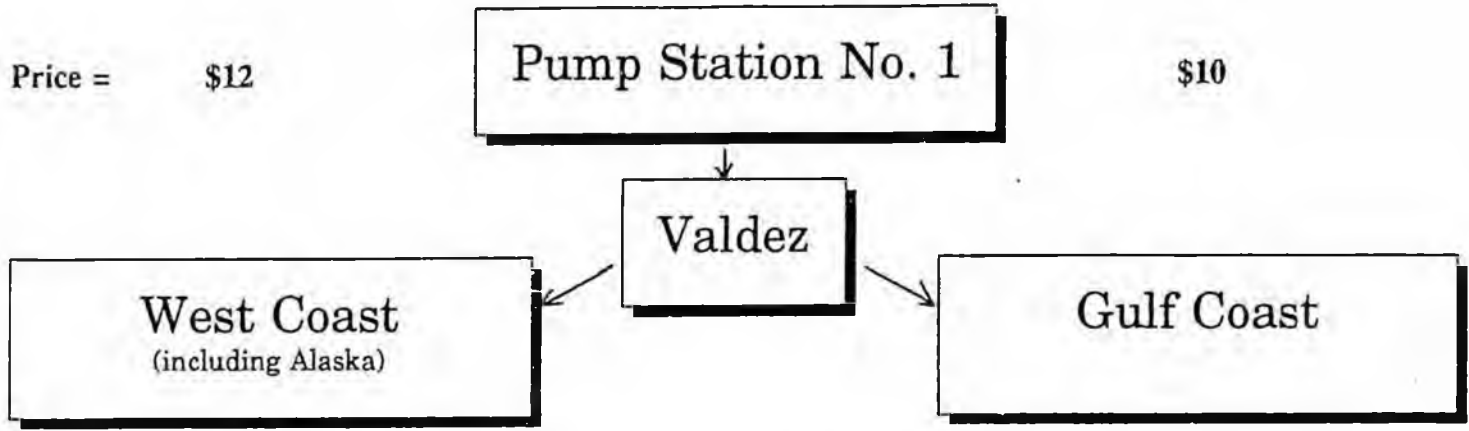 Price = $12 Pump Station No. 1 $10
Valdez
West Coast
(including Alaska)
Gulf Coast